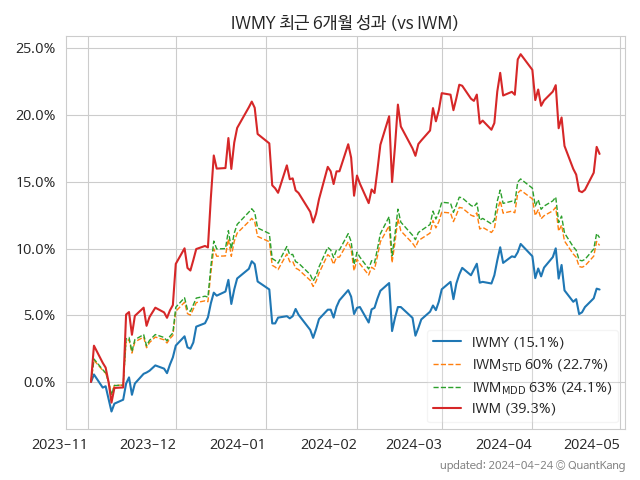 IWMY 최근 6개월 성과 (vs IWM)
25.0%
20.0%
15.0%
10.0%
5.0%
0.0%
IWMY (15.1%)
IWM_STD 60% (22.7%)
IWM_MDD 63% (24.1%)
IWM (39.3%)
2023-11 2023-12 2024-01 2024-02 2024-03 2024-04 2024-05
updated: 2024-04-24 © QuantKang